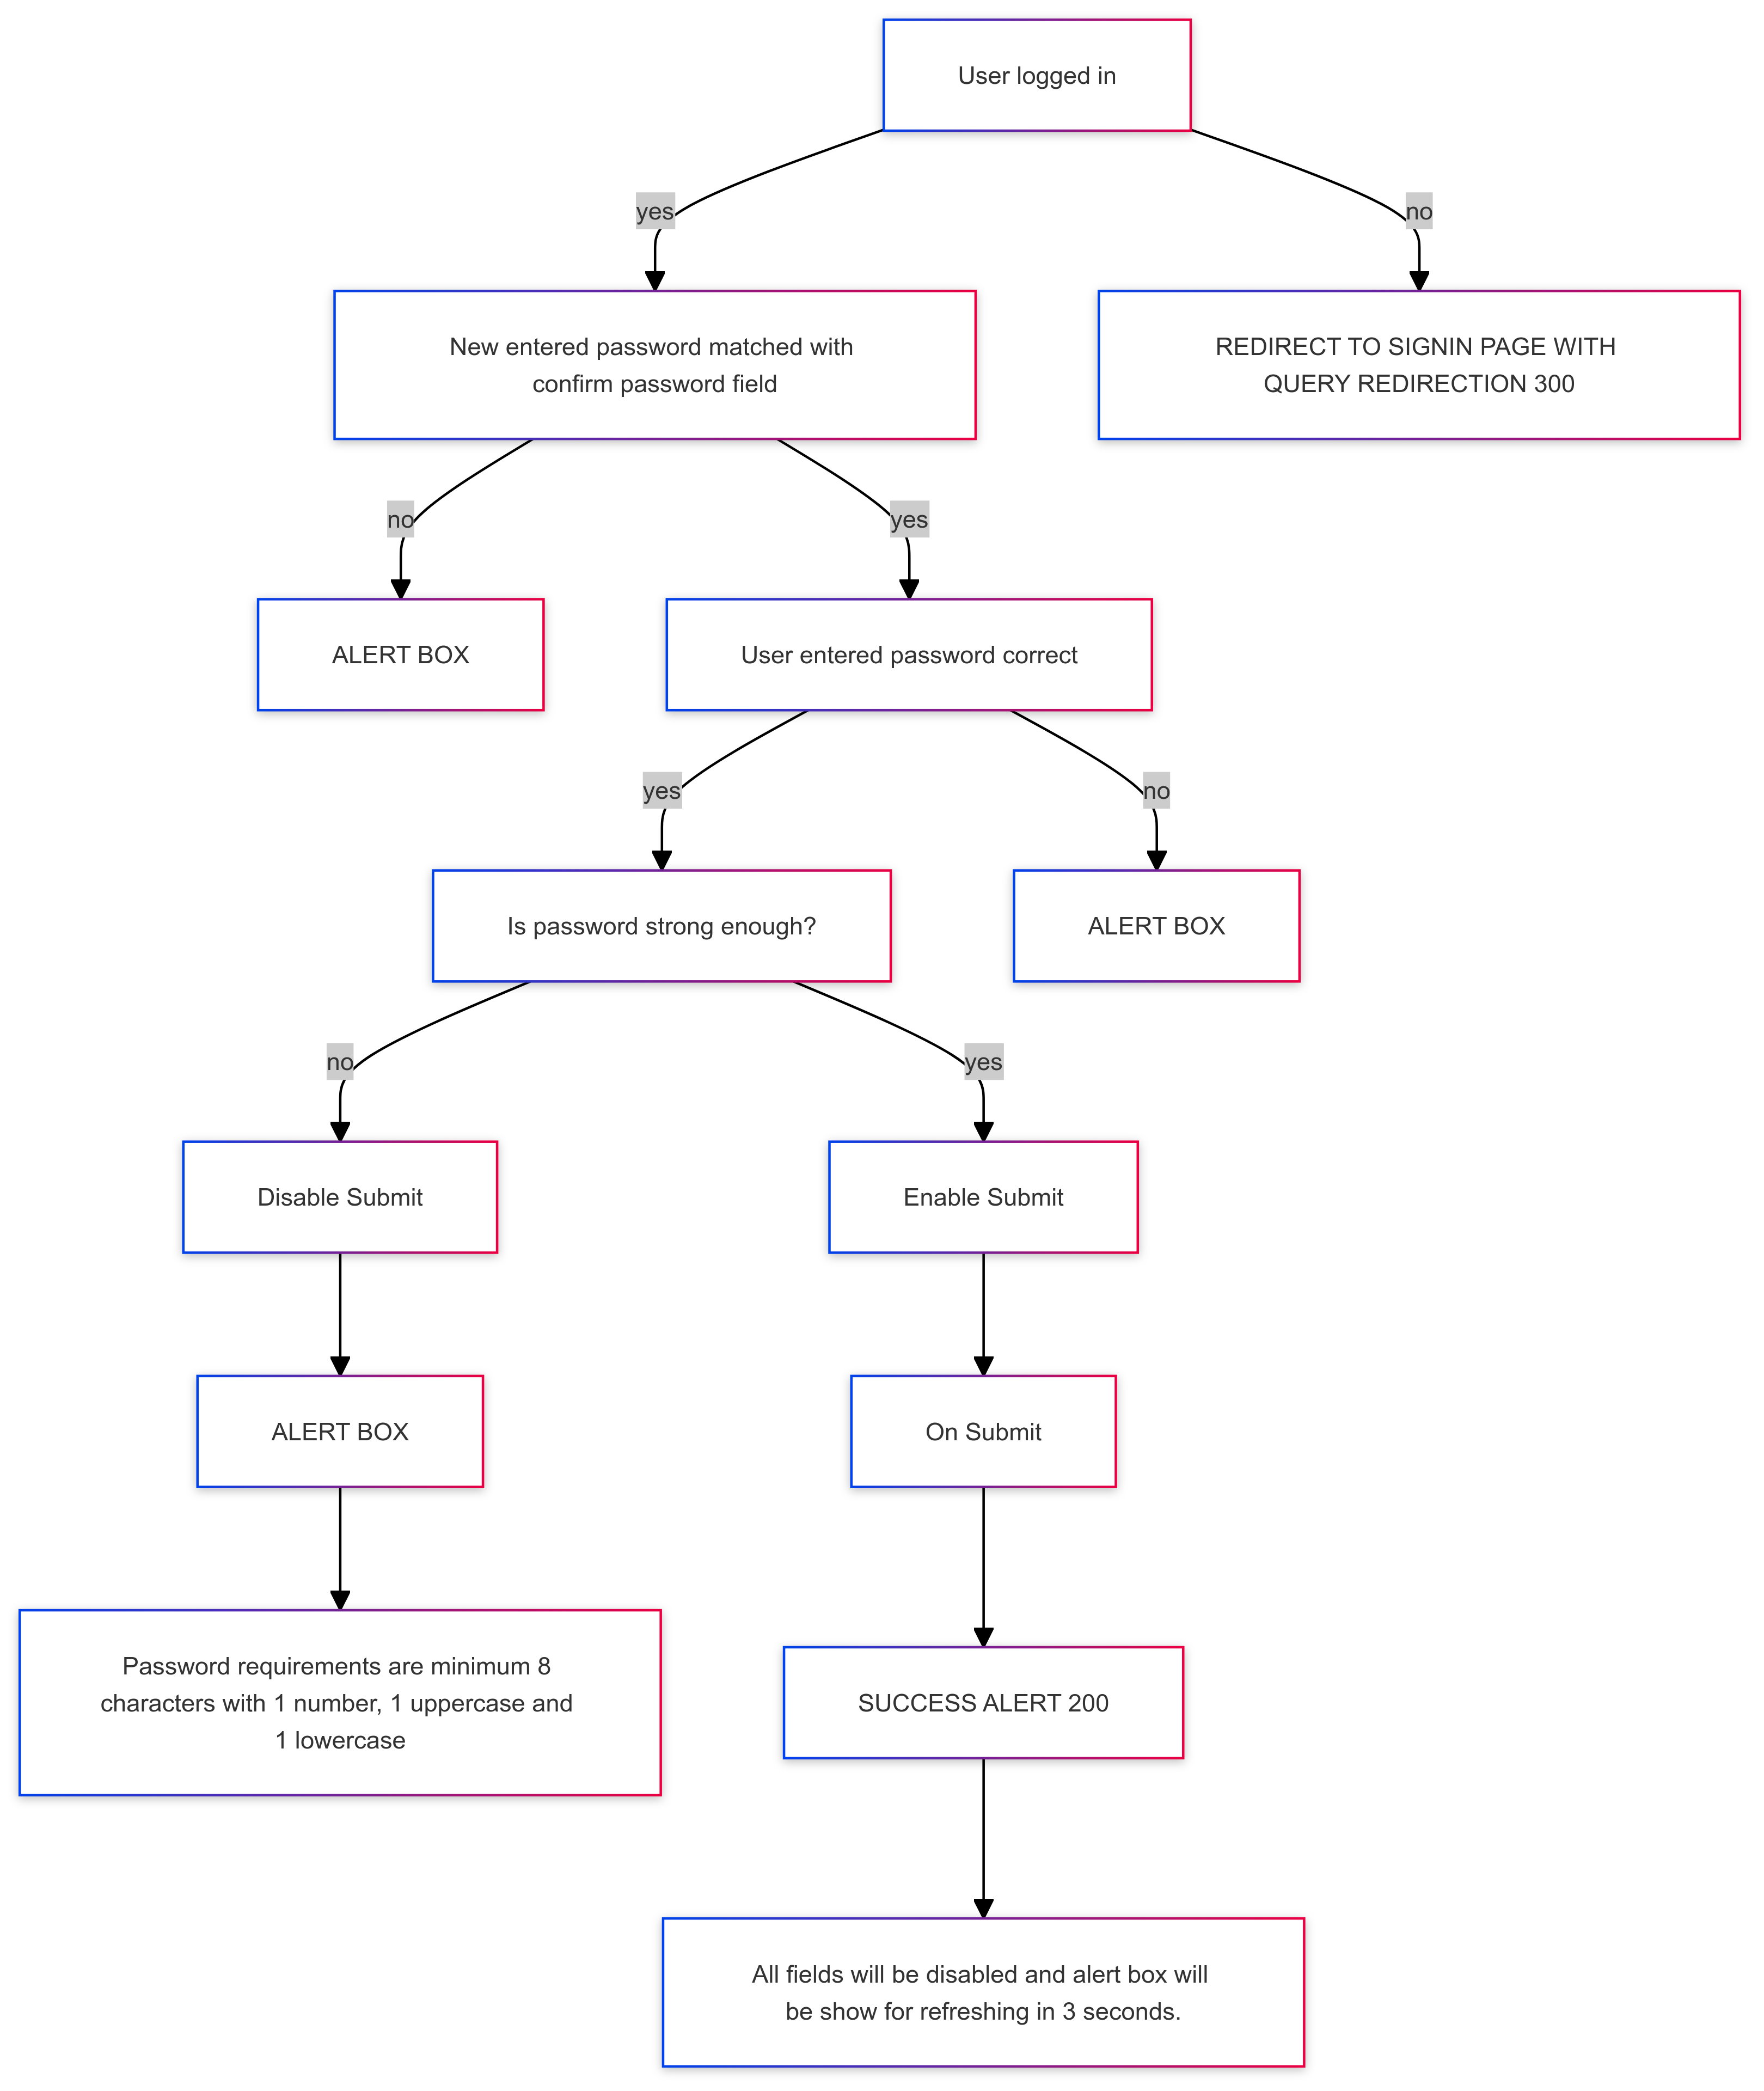 User logged in
yes
no
New entered password matched with
confirm password field
REDIRECT TO SIGNIN PAGE WITH
QUERY REDIRECTION 300
no
yes
ALERT BOX
User entered password correct
yes
no
Is password strong enough?
ALERT BOX
no
yes
Disable Submit
Enable Submit
ALERT BOX
On Submit
Password requirements are minimum 8
characters with 1 number, 1 uppercase and
1 lowercase
SUCCESS ALERT 200
All fields will be disabled and alert box will
be show for refreshing in 3 seconds.